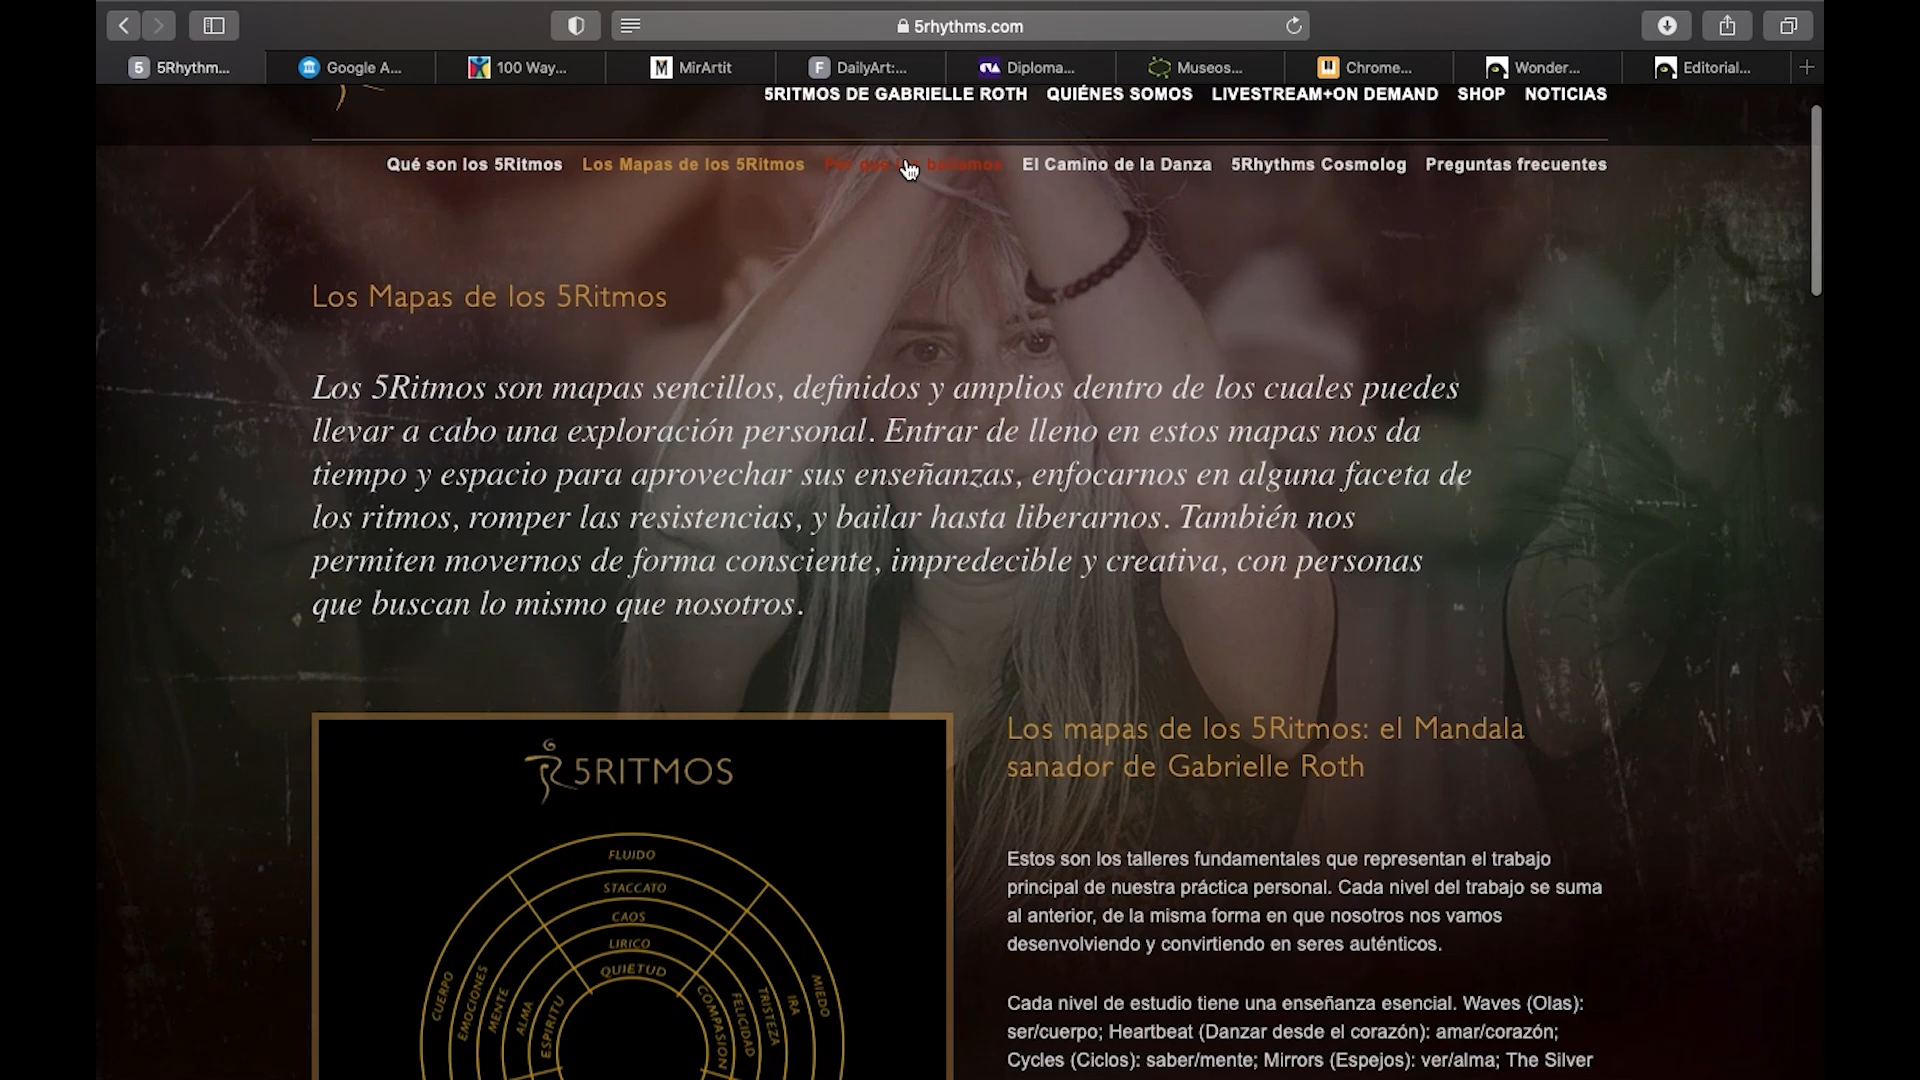 5rhythms.com
5 5Rhythm...
Google A...
100 Way...
M MirArtit
F DailyArt:...
Diploma...
Museos...
Chrome...
Wonder...
Editorial...
5RITMOS DE GABRIELLE ROTH QUIÉNES SOMOS LIVESTREAM+ON DEMAND SHOP NOTICIAS
Qué son los 5Ritmos Los Mapas de los 5Ritmos Por qué bailamos El Camino de la Danza 5Rhythms Cosmolog Preguntas frecuentes
Los Mapas de los 5Ritmos
Los 5Ritmos son mapas sencillos, definidos y amplios dentro de los cuales puedes
llevar a cabo una exploración personal. Entrar de lleno en estos mapas nos da
tiempo y espacio para aprovechar sus enseñanzas, enfocarnos en alguna faceta de
los ritmos, romper las resistencias, y bailar hasta liberarnos. También nos
permiten movernos de forma consciente, impredecible y creativa, con personas
que buscan lo mismo que nosotros.
5RITMOS
FLUIDO
STACCATO
CAOS
LIRICO
QUIETUD
CUERPO
EMOCIONES
MENTE
ALMA
ESPIRITU
COMPASION
FELICIDAD
TRISTEZA
IRA
MIEDO
Los mapas de los 5Ritmos: el Mandala
sanador de Gabrielle Roth
Estos son los talleres fundamentales que representan el trabajo
principal de nuestra práctica personal. Cada nivel del trabajo se suma
al anterior, de la misma forma en que nosotros nos vamos
desenvolviendo y convirtiendo en seres auténticos.
Cada nivel de estudio tiene una enseñanza esencial. Waves (Olas):
ser/cuerpo; Heartbeat (Danzar desde el corazón): amar/corazón;
Cycles (Ciclos): saber/mente; Mirrors (Espejos): ver/alma; The Silver